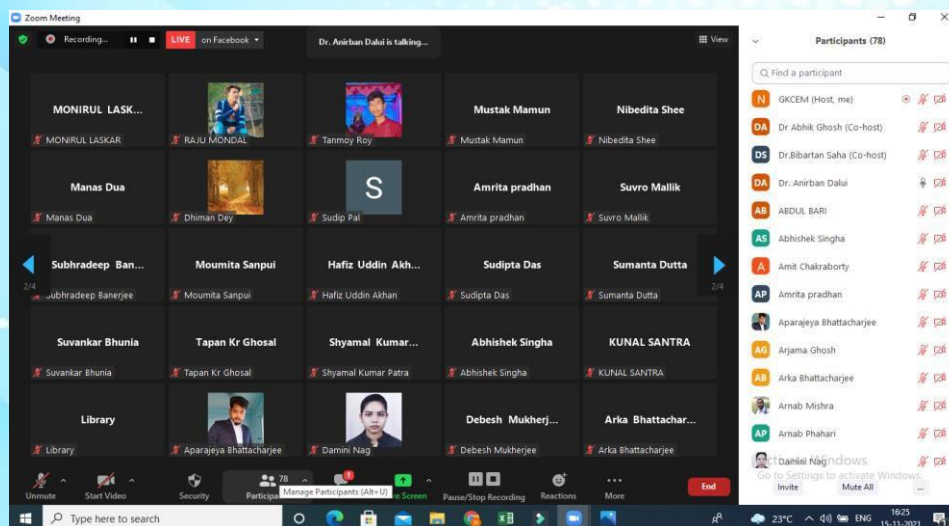 Zoom Meeting
Recording...
LIVE on Facebook
Dr. Anirban Dalui is talking...
View
MONIRUL LASK...
Mustak Mamun
Nibedita Shee
MONIRUL LASKAR
RAJU MONDAL
Tanmoy Roy
Mustak Mamun
Nibedita Shee
Manas Dua
S
Amrita pradhan
Suvro Mallik
Manas Dua
Dhiman Dey
Sudip Pal
Amrita pradhan
Suvro Mallik
Subhradeep Ban...
Moumita Sanpui
Hafiz Uddin Akh...
Sudipta Das
Sumanta Dutta
2/4
2/4
Subhradeep Banerjee
Moumita Sanpui
Hafiz Uddin Akhan
Sudipta Das
Sumanta Dutta
Suvankar Bhunia
Tapan Kr Ghosal
Shyamal Kumar...
Abhishek Singha
KUNAL SANTRA
Suvankar Bhunia
Tapan Kr Ghosal
Shyamal Kumar Patra
Abhishek Singha
KUNAL SANTRA
Library
Debesh Mukherj...
Arka Bhattachar...
Library
Aparajeya Bhattacharjee
Damini Nag
Debesh Mukherjee
Arka Bhattacharjee
Unmute
Start Video
Security
78
Particip
Manage Participants (Alt+U)
1
re Screen
Pause/Stop Recording
Reactions
More
End
Participants (78)
Find a participant
N GKCEM (Host, me)
DA Dr Abhik Ghosh (Co-host)
DS Dr.Bibartan Saha (Co-host)
DA Dr. Anirban Dalui
AB ABDUL BARI
AS Abhishek Singha
A Amit Chakraborty
AP Amrita pradhan
Aparajeya Bhattacharjee
AG Arjama Ghosh
AB Arka Bhattacharjee
Arnab Mishra
AP Arnab Phahari
Damini Nag
Activate Windows
Go to Settings to activate Windows.
Invite
Mute All
...
Type here to search
23°C
ENG
16:25
15-11-2021